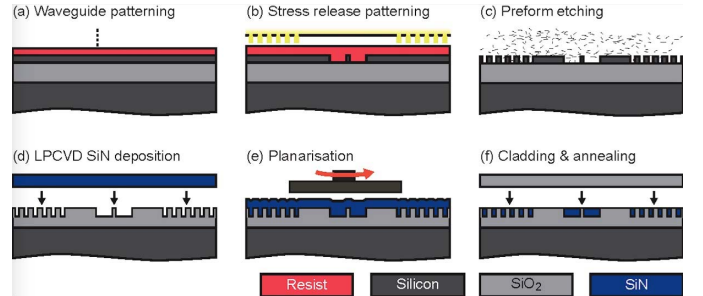 (a) Waveguide patterning
(b) Stress release patterning
(c) Preform etching
(d) LPCVD SiN deposition
(e) Planarisation
(f) Cladding & annealing
Resist
Silicon
SiO₂
SiN